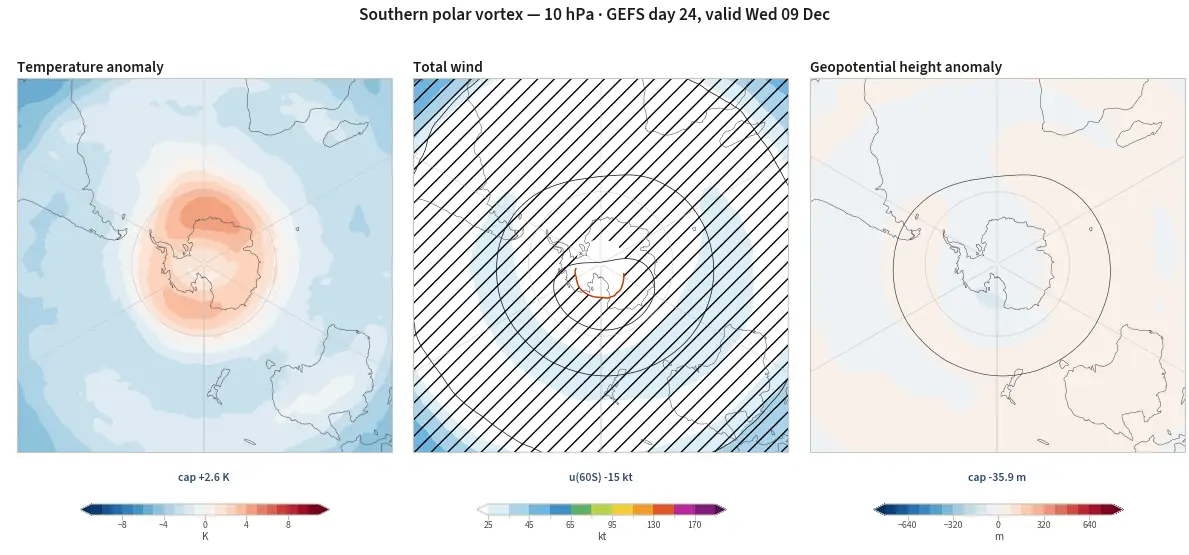 Southern polar vortex — 10 hPa · GEFS day 24, valid Wed 09 Dec
Temperature anomaly
Total wind
Geopotential height anomaly
cap +2.6 K
u(60S) -15 kt
cap -35.9 m
−8 −4 0 4 8
K
25 45 65 95 130 170
kt
−640 −320 0 320 640
m